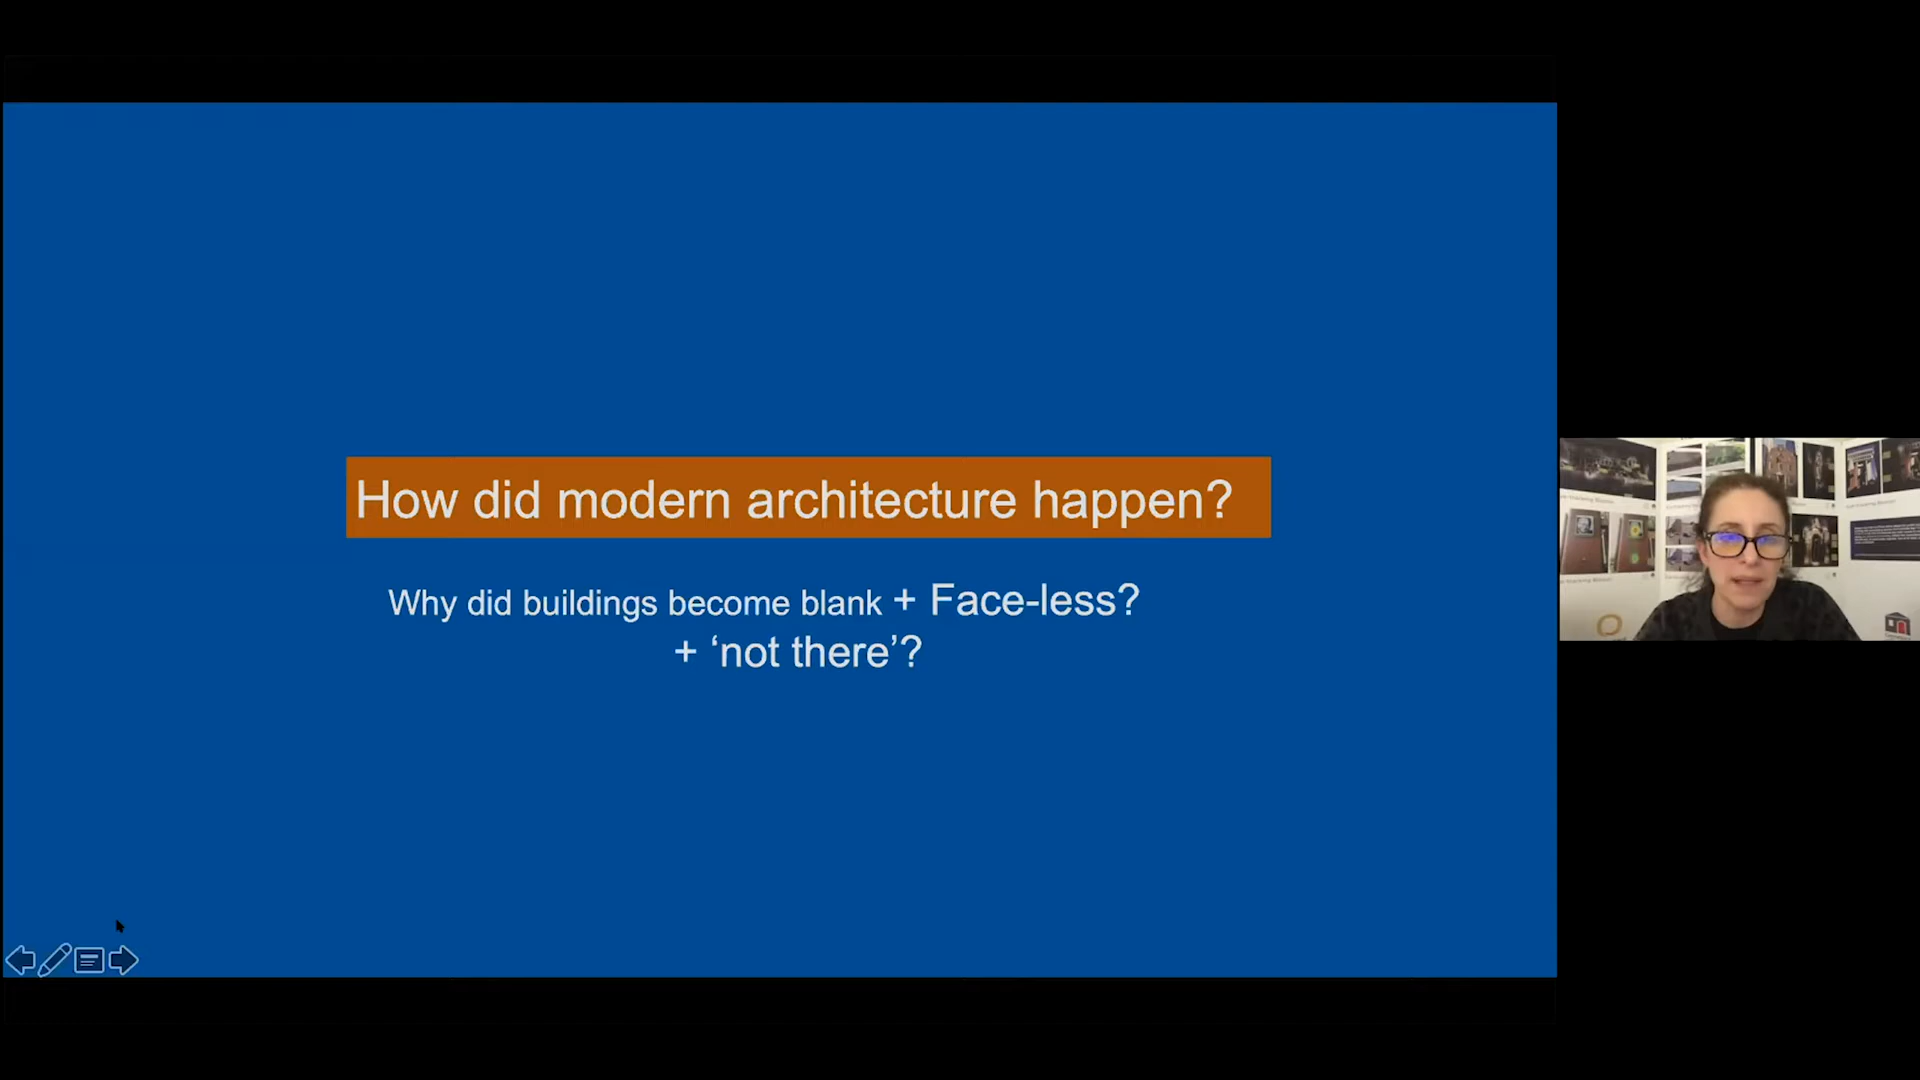 How did modern architecture happen?
Why did buildings become blank + Face-less?
+ ‘not there’?